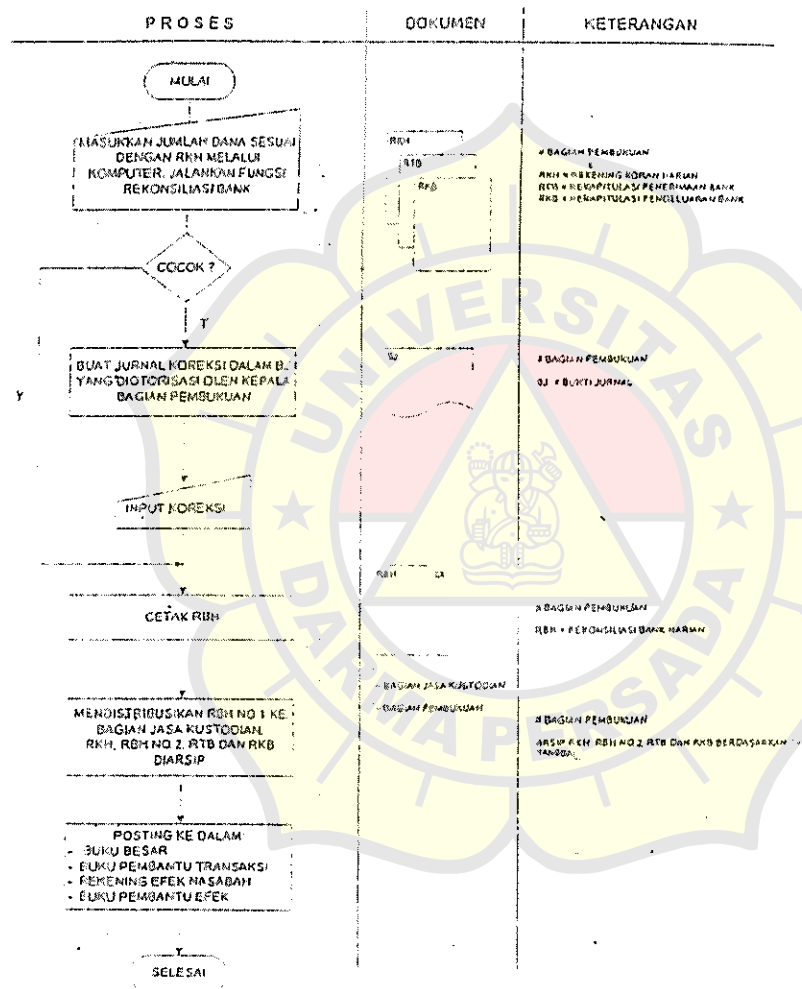 PROSES
DOKUMEN
KETERANGAN
MULAI
MASUKKAN JUMLAH DANA SESUAI
DENGAN RKH MELALUI
KOMPUTER. JALANKAN FUNGSI
REKONSILIASI BANK
RKH
RTB
RKB
# BAGIAN PEMBUKUAN
RKH = REKENING KORAN HARIAN
RTB = REKAPITULASI PENERIMAAN BANK
RKB = REKAPITULASI PENGELUARAN BANK
COCOK ?
T
Y
BUAT JURNAL KOREKSI DALAM BJ
YANG DIOTORISASI OLEH KEPALA
BAGIAN PEMBUKUAN
BJ
# BAGIAN PEMBUKUAN
BJ = BUKTI JURNAL
INPUT KOREKSI
CETAK RBH
RBH
# BAGIAN PEMBUKUAN
RBH = REKONSILIASI BANK HARIAN
MENDISTRIBUSIKAN RBH NO 1 KE
BAGIAN JASA KUSTODIAN.
RKH, RBH NO 2, RTB DAN RKB
DIARSIP
- BAGIAN JASA KUSTODIAN
- BAGIAN PEMBUKUAN
# BAGIAN PEMBUKUAN
ARSIP RKH, RBH NO 2, RTB DAN RKB BERDASARKAN
TANGGAL
POSTING KE DALAM
- BUKU BESAR
- BUKU PEMBANTU TRANSAKSI
- REKENING EFEK NASABAH
- BUKU PEMBANTU EFEK
SELESAI
UNIVERSITAS
DARMA PERSADA